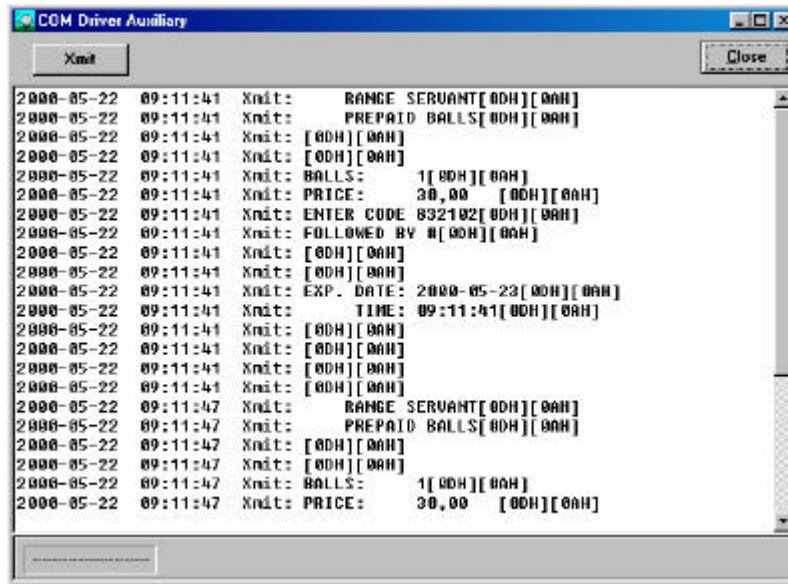 COM Driver Auxiliary
Xmit
Close
2000-05-22 09:11:41 Xmit: RANGE SERVANT[0DH][0AH]
2000-05-22 09:11:41 Xmit: PREPAID BALLS[0DH][0AH]
2000-05-22 09:11:41 Xmit: [0DH][0AH]
2000-05-22 09:11:41 Xmit: [0DH][0AH]
2000-05-22 09:11:41 Xmit: BALLS: 1[0DH][0AH]
2000-05-22 09:11:41 Xmit: PRICE: 30,00 [0DH][0AH]
2000-05-22 09:11:41 Xmit: ENTER CODE 832102[0DH][0AH]
2000-05-22 09:11:41 Xmit: FOLLOWED BY #[0DH][0AH]
2000-05-22 09:11:41 Xmit: [0DH][0AH]
2000-05-22 09:11:41 Xmit: [0DH][0AH]
2000-05-22 09:11:41 Xmit: EXP. DATE: 2000-05-23[0DH][0AH]
2000-05-22 09:11:41 Xmit: TIME: 09:11:41[0DH][0AH]
2000-05-22 09:11:41 Xmit: [0DH][0AH]
2000-05-22 09:11:41 Xmit: [0DH][0AH]
2000-05-22 09:11:41 Xmit: [0DH][0AH]
2000-05-22 09:11:41 Xmit: [0DH][0AH]
2000-05-22 09:11:47 Xmit: RANGE SERVANT[0DH][0AH]
2000-05-22 09:11:47 Xmit: PREPAID BALLS[0DH][0AH]
2000-05-22 09:11:47 Xmit: [0DH][0AH]
2000-05-22 09:11:47 Xmit: [0DH][0AH]
2000-05-22 09:11:47 Xmit: BALLS: 1[0DH][0AH]
2000-05-22 09:11:47 Xmit: PRICE: 30,00 [0DH][0AH]